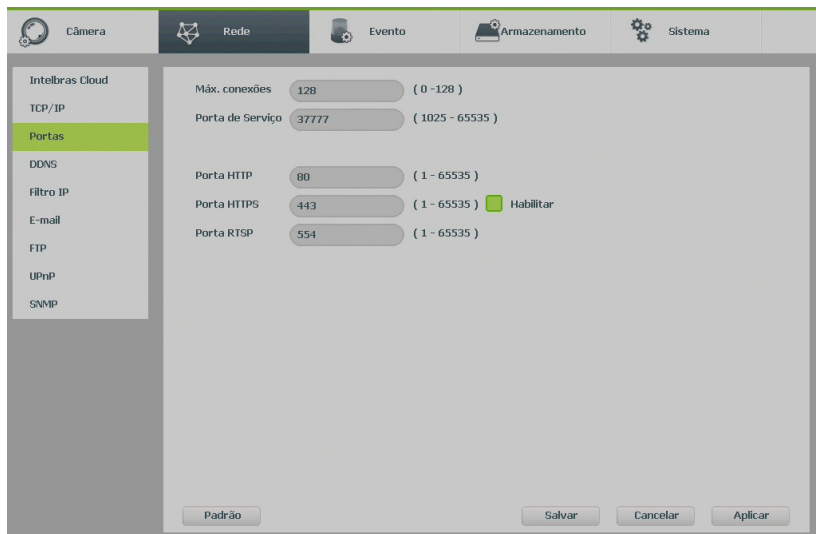 Câmera Rede Evento Armazenamento Sistema
Intelbras Cloud
TCP/IP
Portas
DDNS
Filtro IP
E-mail
FTP
UPnP
SNMP
Máx. conexões 128 ( 0 -128 )
Porta de Serviço 37777 ( 1025 - 65535 )
Porta HTTP 80 ( 1 - 65535 )
Porta HTTPS 443 ( 1 - 65535 ) Habilitar
Porta RTSP 554 ( 1 - 65535 )
Padrão Salvar Cancelar Aplicar